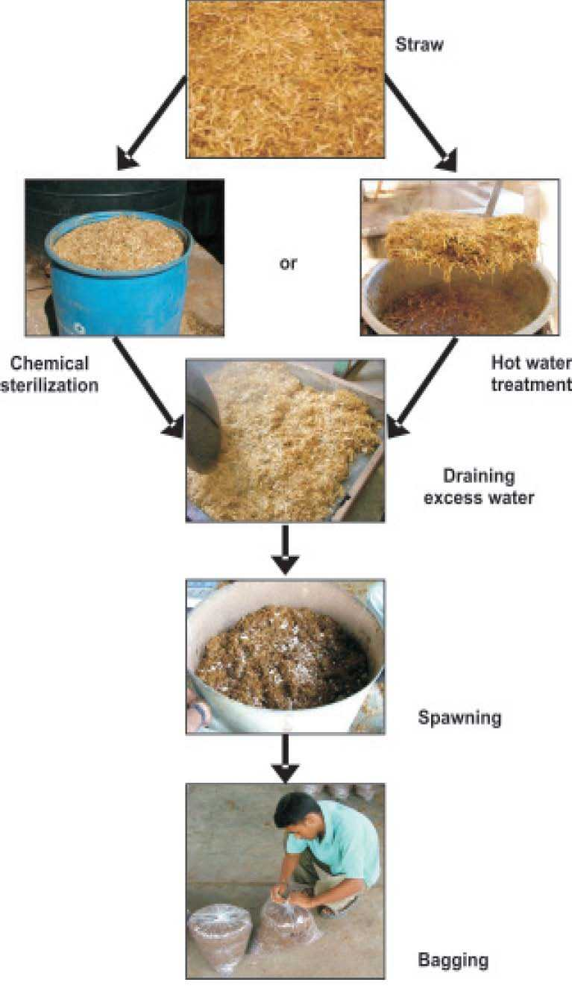 Straw
or
Chemical
sterilization
Hot water
treatment
Draining
excess water
Spawning
Bagging